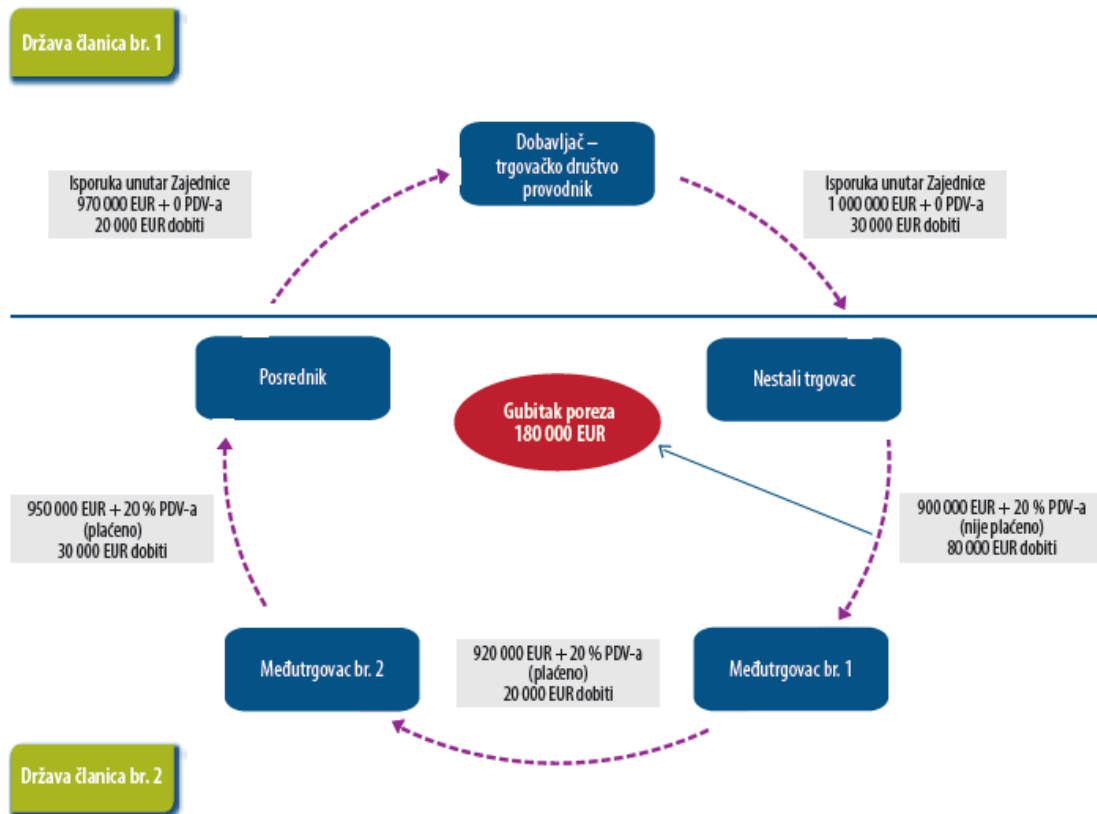 Država članica br. 1
Dobavljač –
trgovačko društvo
provodnik
Isporuka unutar Zajednice
970 000 EUR + 0 PDV-a
20 000 EUR dobiti
Isporuka unutar Zajednice
1 000 000 EUR + 0 PDV-a
30 000 EUR dobiti
Posrednik
Nestali trgovac
Gubitak poreza
180 000 EUR
950 000 EUR + 20 % PDV-a
(plaćeno)
30 000 EUR dobiti
900 000 EUR + 20 % PDV-a
(nije plaćeno)
80 000 EUR dobiti
Međutrgovac br. 2
920 000 EUR + 20 % PDV-a
(plaćeno)
20 000 EUR dobiti
Međutrgovac br. 1
Država članica br. 2